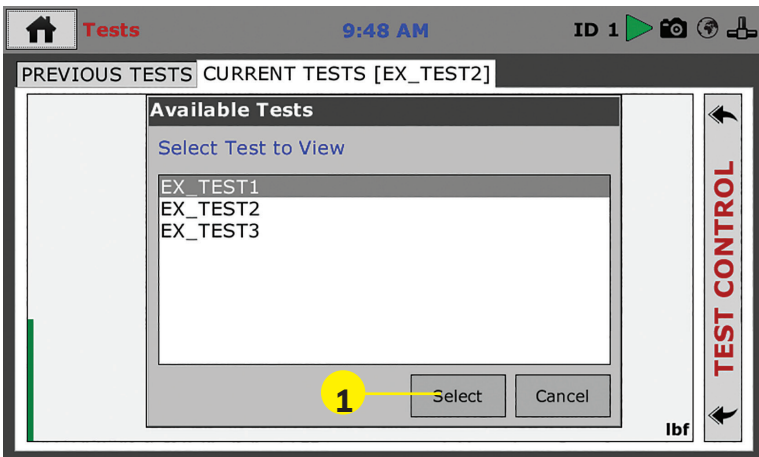 Tests 9:48 AM ID 1
PREVIOUS TESTS CURRENT TESTS [EX_TEST2]
Available Tests
Select Test to View
EX_TEST1
EX_TEST2
EX_TEST3
1 Select Cancel
lbf
TEST CONTROL